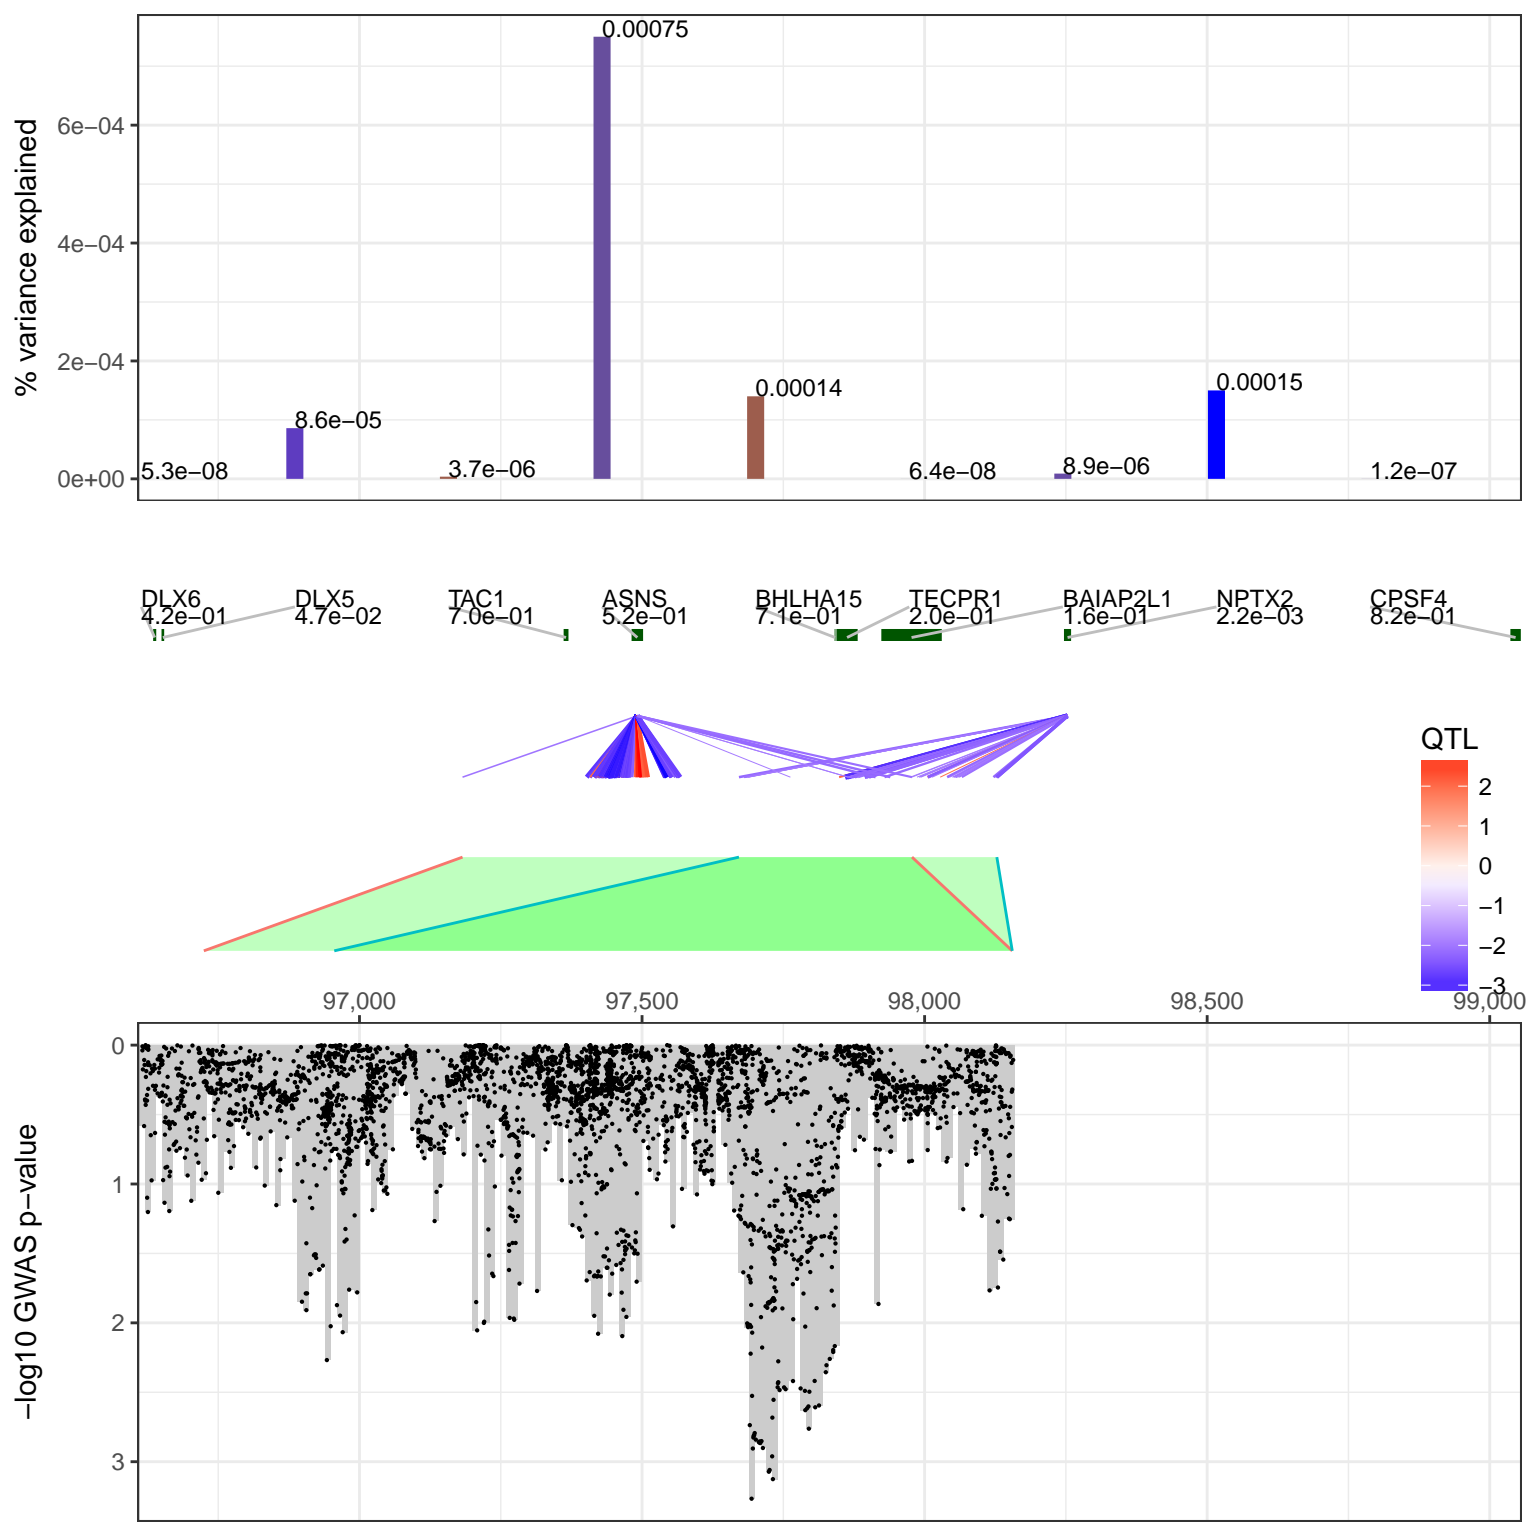 0.00075
6e−04
4e−04
2e−04
0e+00
% variance explained
0.00014
0.00015
8.6e−05
5.3e−08
3.7e−06
6.4e−08
8.9e−06
1.2e−07
DLX6 DLX5 TAC1 ASNS BHLHA15 TECPR1 BAIAP2L1 NPTX2 CPSF4
4.2e−01 4.7e−02 7.0e−01 5.2e−01 7.1e−01 2.0e−01 1.6e−01 2.2e−03 8.2e−01
QTL
2
1
0
−1
−2
−3
97,000 97,500 98,000 98,500 99,000
0
1
2
3
−log10 GWAS p−value